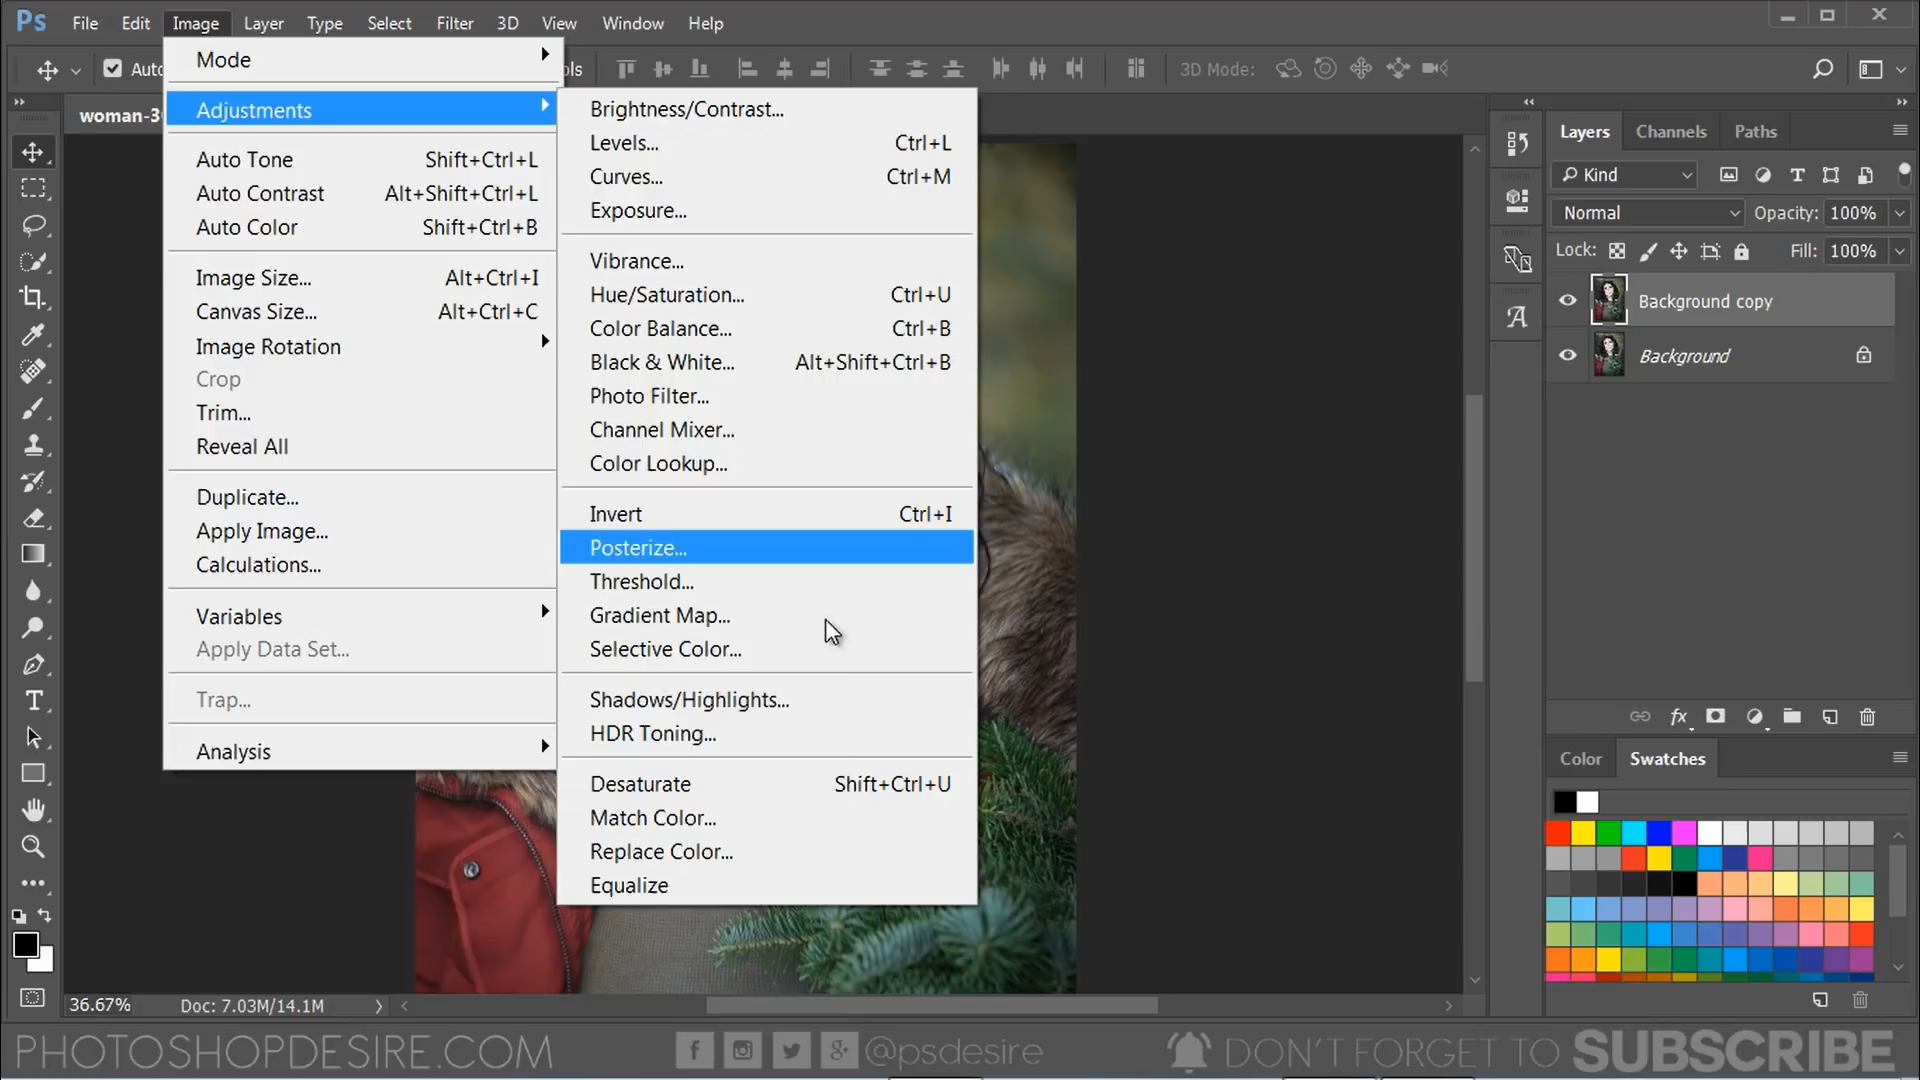 Ps File Edit Image Layer Type Select Filter 3D View Window Help
Auto ols 3D Mode:
woman-3
Mode
Adjustments
Auto Tone Shift+Ctrl+L
Auto Contrast Alt+Shift+Ctrl+L
Auto Color Shift+Ctrl+B
Image Size... Alt+Ctrl+I
Canvas Size... Alt+Ctrl+C
Image Rotation
Crop
Trim...
Reveal All
Duplicate...
Apply Image...
Calculations...
Variables
Apply Data Set...
Trap...
Analysis
Brightness/Contrast...
Levels... Ctrl+L
Curves... Ctrl+M
Exposure...
Vibrance...
Hue/Saturation... Ctrl+U
Color Balance... Ctrl+B
Black & White... Alt+Shift+Ctrl+B
Photo Filter...
Channel Mixer...
Color Lookup...
Invert Ctrl+I
Posterize...
Threshold...
Gradient Map...
Selective Color...
Shadows/Highlights...
HDR Toning...
Desaturate Shift+Ctrl+U
Match Color...
Replace Color...
Equalize
Layers Channels Paths
Kind
Normal Opacity: 100%
Lock: Fill: 100%
Background copy
Background
fx
Color Swatches
36.67% Doc: 7.03M/14.1M
PHOTOSHOPDESIRE.COM @psdesire DON'T FORGET TO SUBSCRIBE